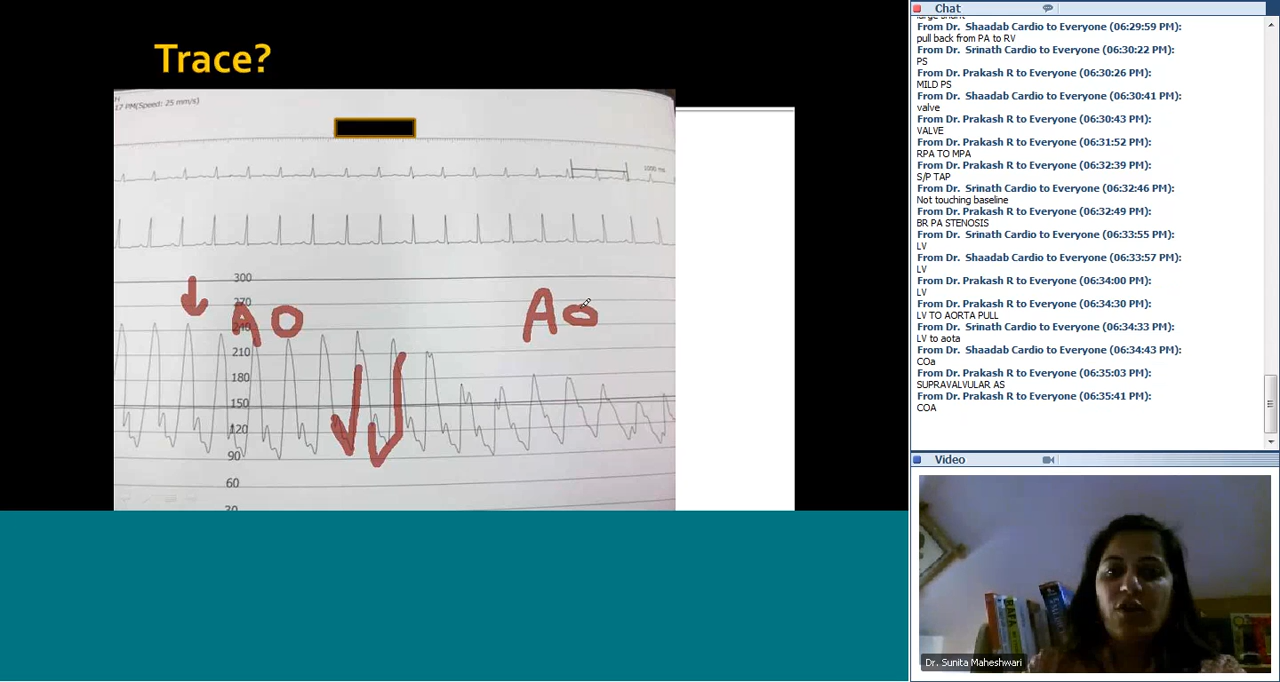 Trace?
H
17 PM(Speed: 25 mm/s)
1000 ms
300
270
240
210
180
150
120
90
60
30
A O
A O
Chat
large shunt
From Dr. Shaadab Cardio to Everyone (06:29:59 PM):
pull back from PA to RV
From Dr. Srinath Cardio to Everyone (06:30:22 PM):
PS
From Dr. Prakash R to Everyone (06:30:26 PM):
MILD PS
From Dr. Shaadab Cardio to Everyone (06:30:41 PM):
valve
From Dr. Prakash R to Everyone (06:30:43 PM):
VALVE
From Dr. Prakash R to Everyone (06:31:52 PM):
RPA TO MPA
From Dr. Prakash R to Everyone (06:32:39 PM):
S/P TAP
From Dr. Srinath Cardio to Everyone (06:32:46 PM):
Not touching baseline
From Dr. Prakash R to Everyone (06:32:49 PM):
BR PA STENOSIS
From Dr. Srinath Cardio to Everyone (06:33:55 PM):
LV
From Dr. Shaadab Cardio to Everyone (06:33:57 PM):
LV
From Dr. Prakash R to Everyone (06:34:00 PM):
LV
From Dr. Prakash R to Everyone (06:34:30 PM):
LV TO AORTA PULL
From Dr. Srinath Cardio to Everyone (06:34:33 PM):
LV to aota
From Dr. Shaadab Cardio to Everyone (06:34:43 PM):
COa
From Dr. Prakash R to Everyone (06:35:03 PM):
SUPRAVALVULAR AS
From Dr. Prakash R to Everyone (06:35:41 PM):
COA
Video
Dr. Sunita Maheshwari